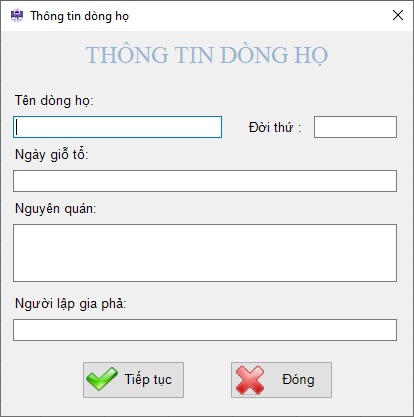 Thông tin dòng họ
THÔNG TIN DÒNG HỌ
Tên dòng họ:
Đời thứ :
Ngày giỗ tổ:
Nguyên quán:
Người lập gia phả:
Tiếp tục
Đóng